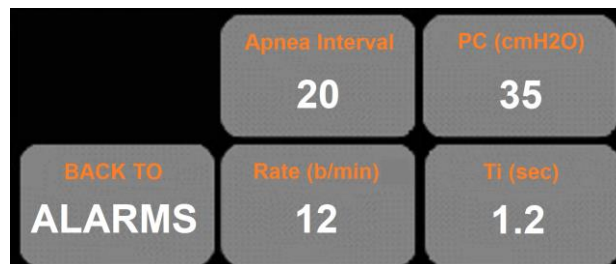 Apnea Interval
20
PC (cmH2O)
35
BACK TO
ALARMS
Rate (b/min)
12
Ti (sec)
1.2